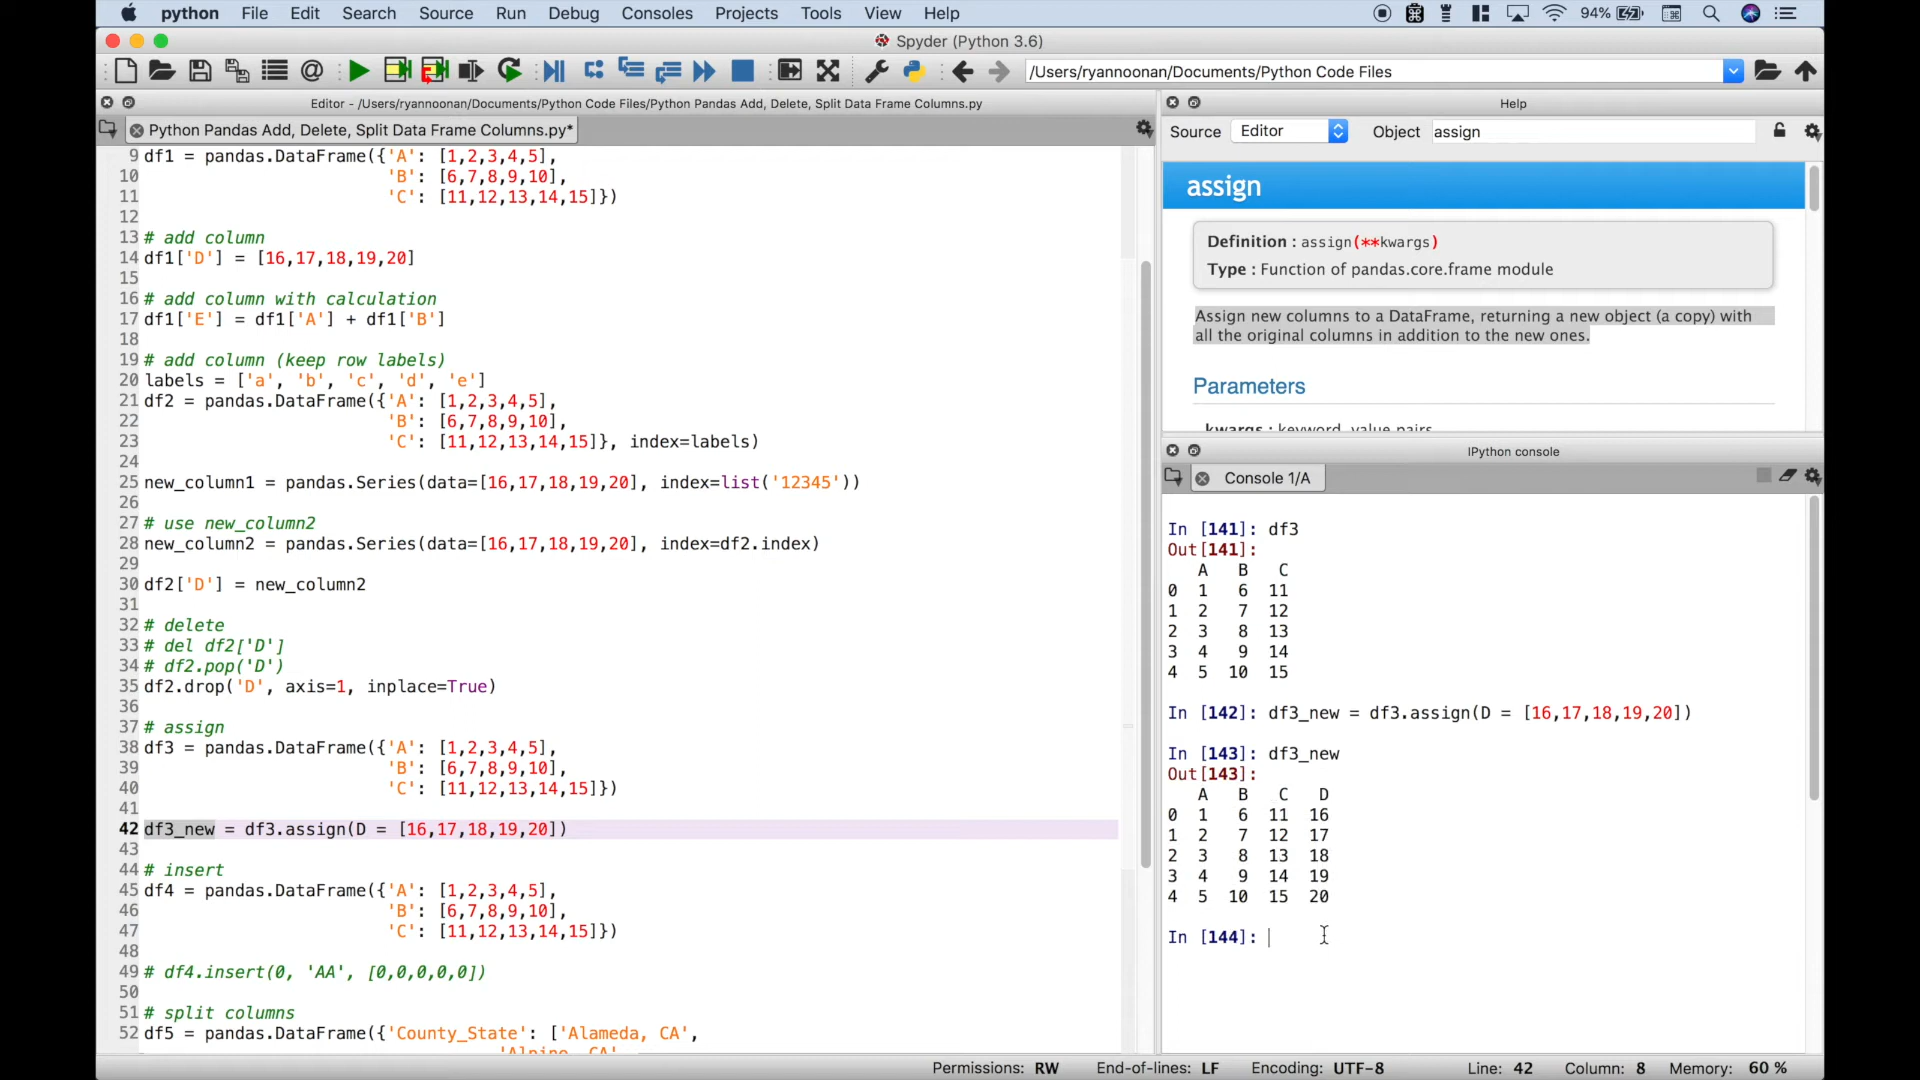 python File Edit Search Source Run Debug Consoles Projects Tools View Help 94%
Spyder (Python 3.6)
/Users/ryannoonan/Documents/Python Code Files
Editor - /Users/ryannoonan/Documents/Python Code Files/Python Pandas Add, Delete, Split Data Frame Columns.py
Python Pandas Add, Delete, Split Data Frame Columns.py*
9 df1 = pandas.DataFrame({'A': [1,2,3,4,5],
10 'B': [6,7,8,9,10],
11 'C': [11,12,13,14,15]})
12
13 # add column
14 df1['D'] = [16,17,18,19,20]
15
16 # add column with calculation
17 df1['E'] = df1['A'] + df1['B']
18
19 # add column (keep row labels)
20 labels = ['a', 'b', 'c', 'd', 'e']
21 df2 = pandas.DataFrame({'A': [1,2,3,4,5],
22 'B': [6,7,8,9,10],
23 'C': [11,12,13,14,15]}, index=labels)
24
25 new_column1 = pandas.Series(data=[16,17,18,19,20], index=list('12345'))
26
27 # use new_column2
28 new_column2 = pandas.Series(data=[16,17,18,19,20], index=df2.index)
29
30 df2['D'] = new_column2
31
32 # delete
33 # del df2['D']
34 # df2.pop('D')
35 df2.drop('D', axis=1, inplace=True)
36
37 # assign
38 df3 = pandas.DataFrame({'A': [1,2,3,4,5],
39 'B': [6,7,8,9,10],
40 'C': [11,12,13,14,15]})
41
42 df3_new = df3.assign(D = [16,17,18,19,20])
43
44 # insert
45 df4 = pandas.DataFrame({'A': [1,2,3,4,5],
46 'B': [6,7,8,9,10],
47 'C': [11,12,13,14,15]})
48
49 # df4.insert(0, 'AA', [0,0,0,0,0])
50
51 # split columns
52 df5 = pandas.DataFrame({'County_State': ['Alameda, CA',
'Alpine, CA',
Help
Source Editor Object assign
assign
Definition : assign(**kwargs)
Type : Function of pandas.core.frame module
Assign new columns to a DataFrame, returning a new object (a copy) with
all the original columns in addition to the new ones.
Parameters
kwargs : keyword, value pairs
IPython console
Console 1/A
In [141]: df3
Out[141]:
A B C
0 1 6 11
1 2 7 12
2 3 8 13
3 4 9 14
4 5 10 15
In [142]: df3_new = df3.assign(D = [16,17,18,19,20])
In [143]: df3_new
Out[143]:
A B C D
0 1 6 11 16
1 2 7 12 17
2 3 8 13 18
3 4 9 14 19
4 5 10 15 20
In [144]:
Permissions: RW End-of-lines: LF Encoding: UTF-8 Line: 42 Column: 8 Memory: 60 %